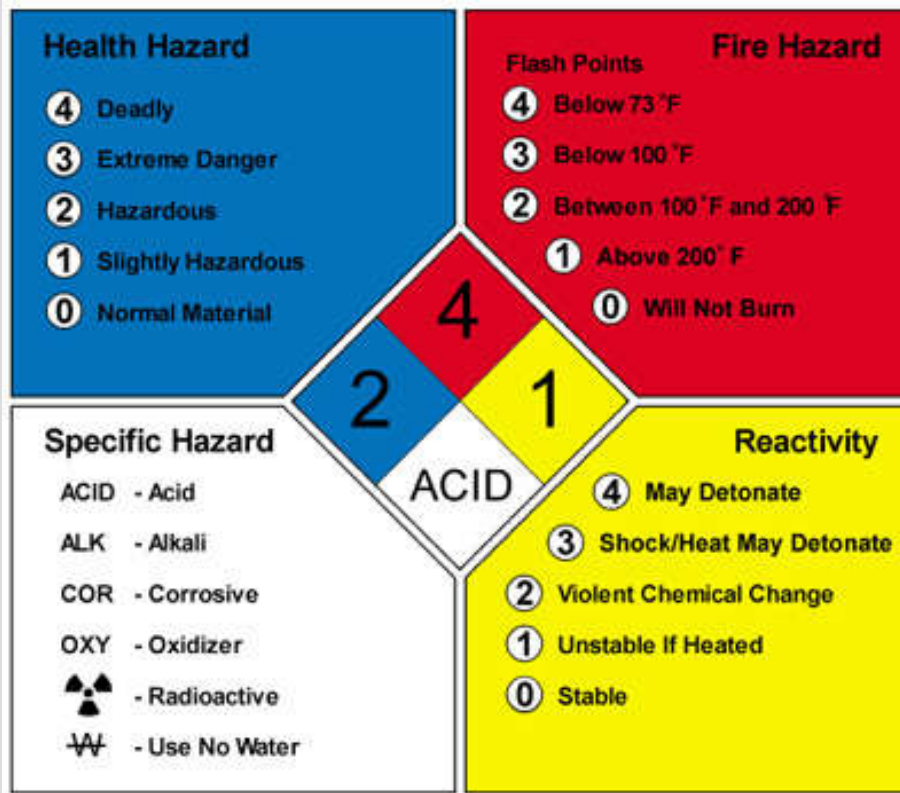 Health Hazard
4 Deadly
3 Extreme Danger
2 Hazardous
1 Slightly Hazardous
0 Normal Material
Fire Hazard
Flash Points
4 Below 73°F
3 Below 100°F
2 Between 100°F and 200°F
1 Above 200°F
0 Will Not Burn
4
2
1
ACID
Specific Hazard
ACID - Acid
ALK - Alkali
COR - Corrosive
OXY - Oxidizer
- Radioactive
W - Use No Water
Reactivity
4 May Detonate
3 Shock/Heat May Detonate
2 Violent Chemical Change
1 Unstable If Heated
0 Stable